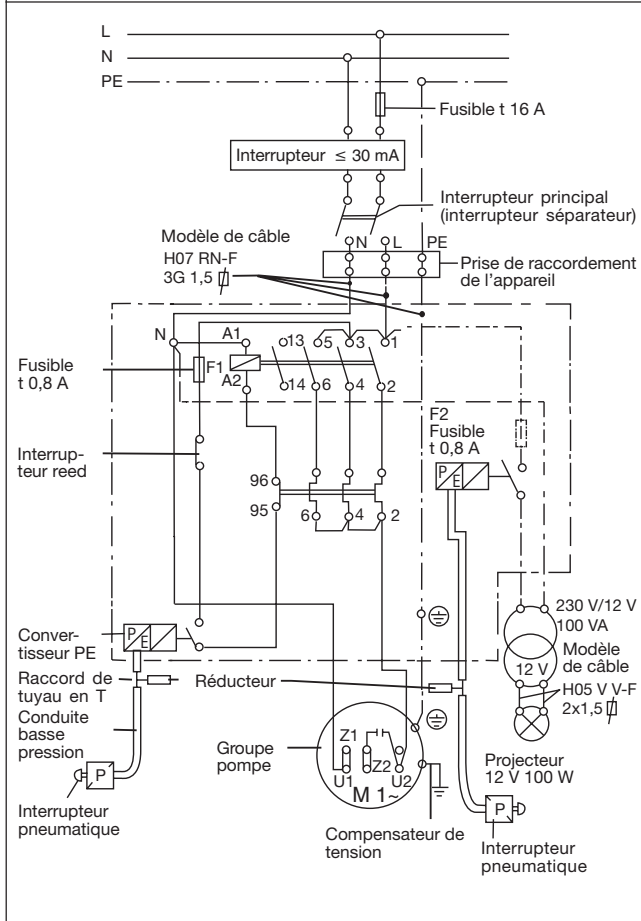 L
N
PE
Fusible t 16 A
Interrupteur ≤ 30 mA
Interrupteur principal
(interrupteur séparateur)
N L PE
Modèle de câble
H07 RN-F
3G 1,5
Prise de raccordement
de l'appareil
N A1 13 5 3 1
Fusible
t 0,8 A
F1
A2 14 6 4 2
F2
Fusible
t 0,8 A
Interrup-
teur reed
P
E
96
95
6 4 2
230 V/12 V
100 VA
Conver-
tisseur PE
P
E
12 V
Modèle
de câble
H05 V V-F
2x1,5
Raccord de
tuyau en T
Réducteur
Conduite
basse
pression
Groupe
pompe
Z1
Z2
U1 U2
M 1~
Projecteur
12 V 100 W
P
Interrupteur
pneumatique
Compensateur de
tension
P
Interrupteur
pneumatique